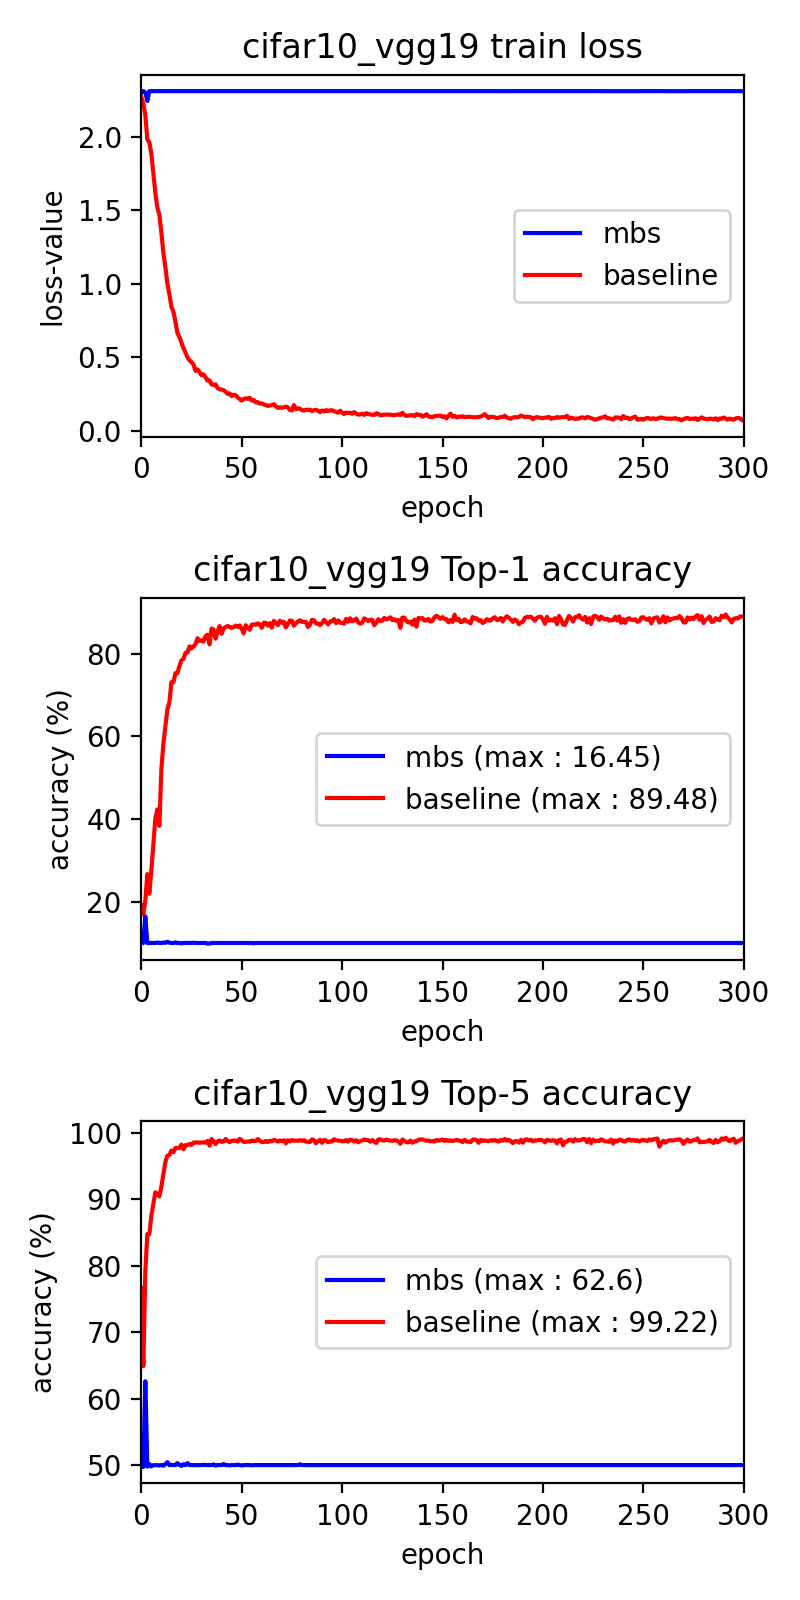 cifar10_vgg19 train loss
2.0
1.5
1.0
0.5
0.0
loss-value
mbs
baseline
0 50 100 150 200 250 300
epoch
cifar10_vgg19 Top-1 accuracy
80
60
40
20
accuracy (%)
mbs (max : 16.45)
baseline (max : 89.48)
0 50 100 150 200 250 300
epoch
cifar10_vgg19 Top-5 accuracy
100
90
80
70
60
50
accuracy (%)
mbs (max : 62.6)
baseline (max : 99.22)
0 50 100 150 200 250 300
epoch